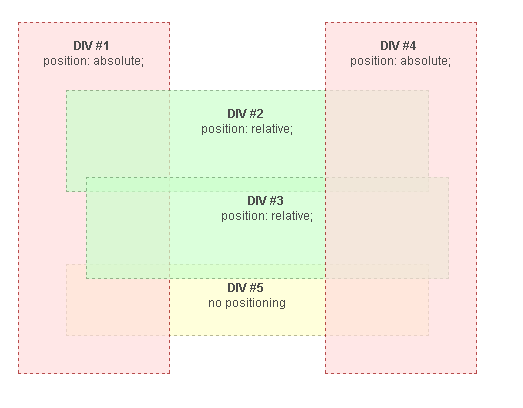 DIV #1
position: absolute;
DIV #4
position: absolute;
DIV #2
position: relative;
DIV #3
position: relative;
DIV #5
no positioning